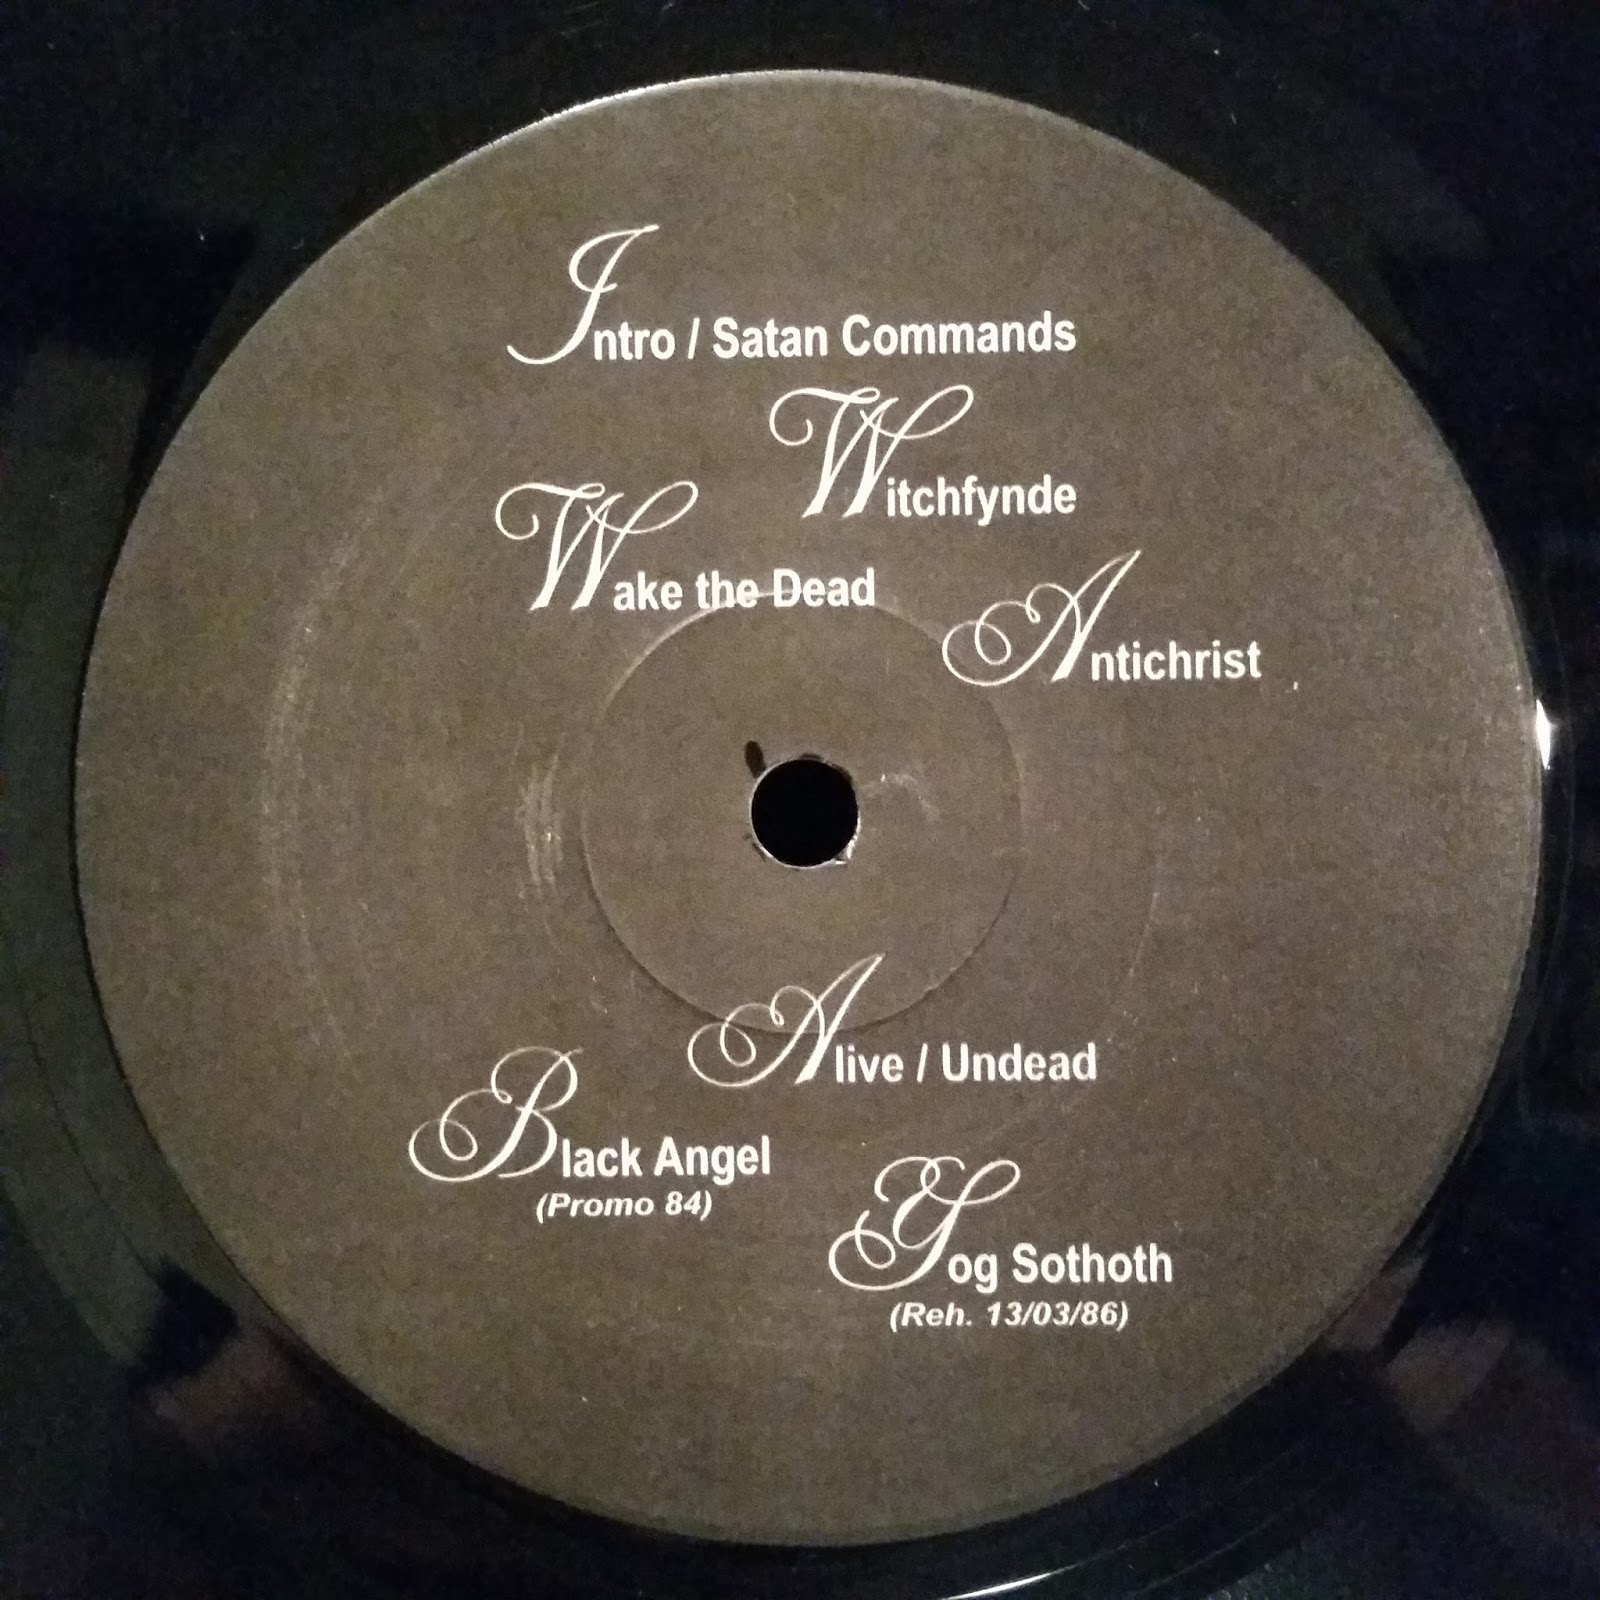 Intro / Satan Commands
Witchfynde
Wake the Dead
Antichrist
Alive / Undead
Black Angel
(Promo 84)
Yog Sothoth
(Reh. 13/03/86)